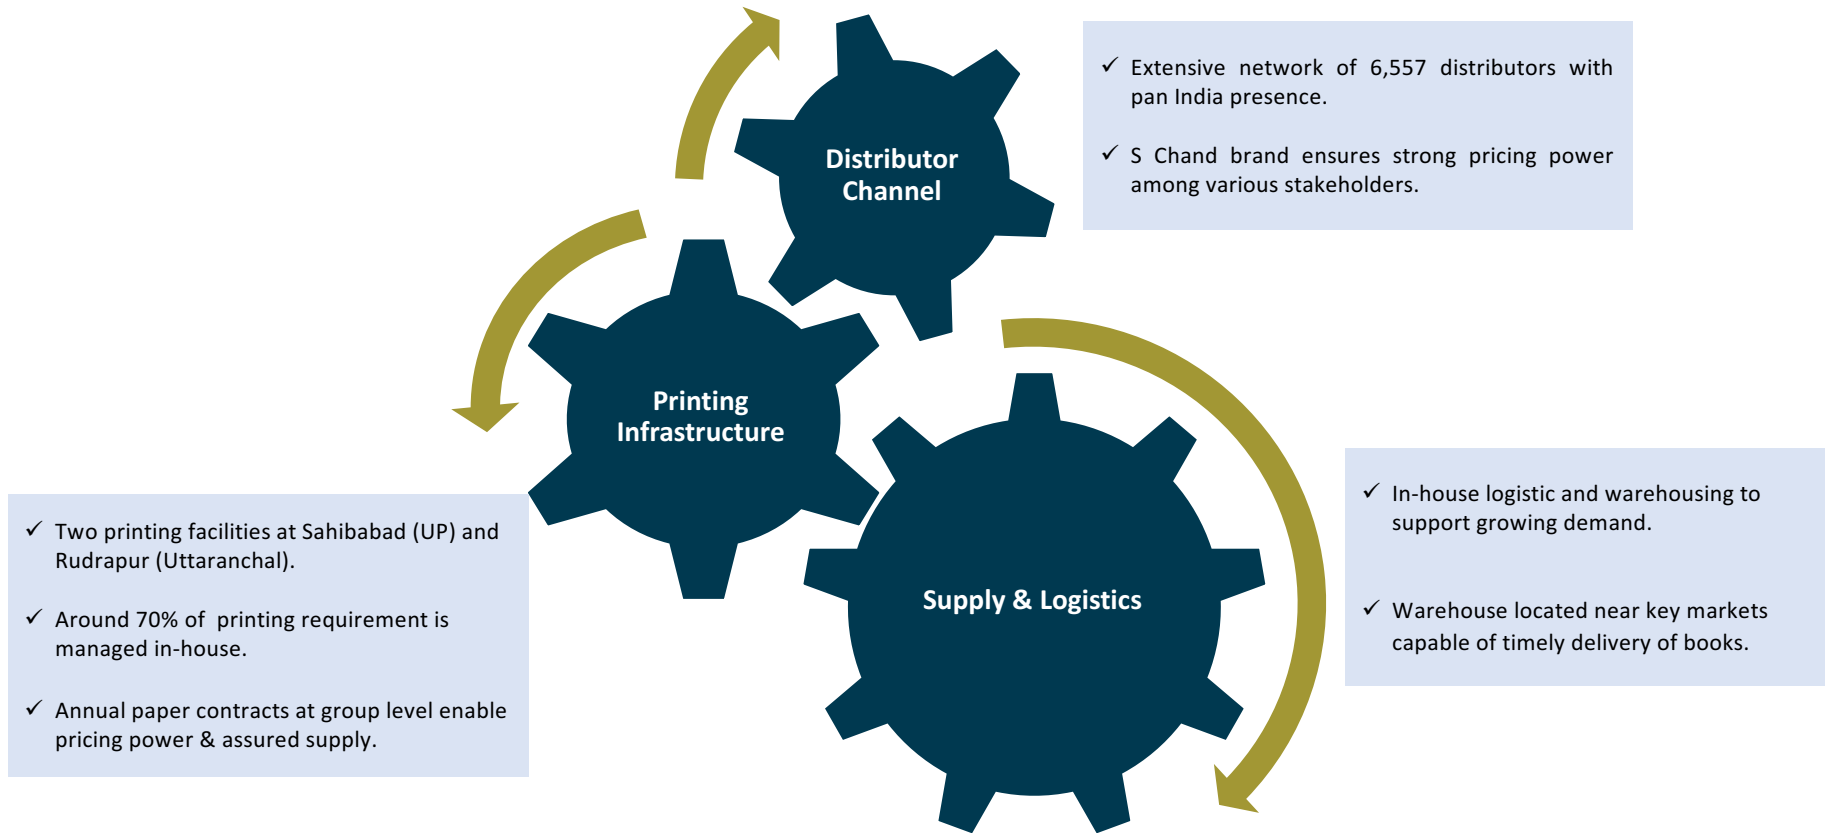 Distributor
Channel
✓ Extensive network of 6,557 distributors with
pan India presence.
✓ S Chand brand ensures strong pricing power
among various stakeholders.
Printing
Infrastructure
✓ Two printing facilities at Sahibabad (UP) and
Rudrapur (Uttaranchal).
✓ Around 70% of printing requirement is
managed in-house.
✓ Annual paper contracts at group level enable
pricing power & assured supply.
Supply & Logistics
✓ In-house logistic and warehousing to
support growing demand.
✓ Warehouse located near key markets
capable of timely delivery of books.